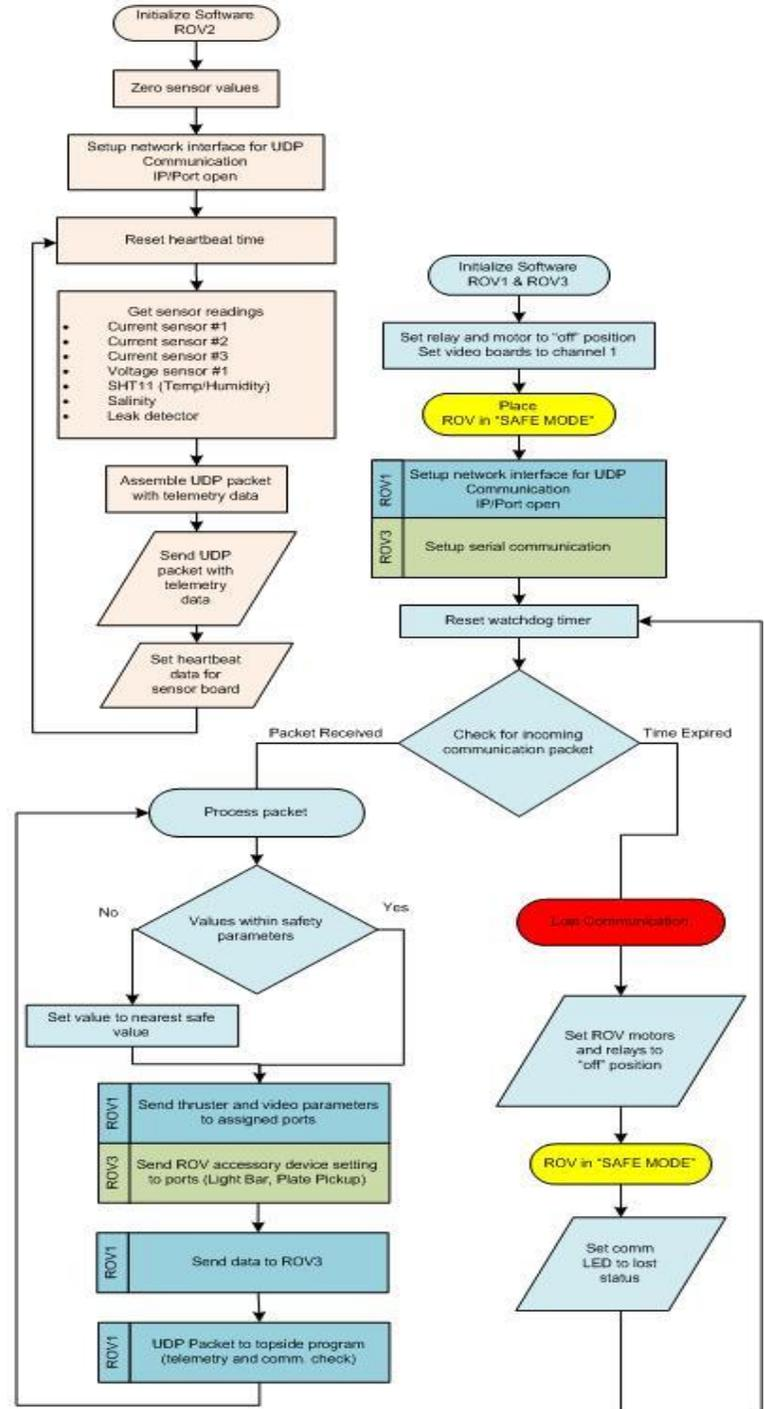 Initialize Software
ROV2
Zero sensor values
Setup network interface for UDP
Communication
IP/Port open
Reset heartbeat time
Get sensor readings
• Current sensor #1
• Current sensor #2
• Current sensor #3
• Voltage sensor #1
• SHT11 (Temp/Humidity)
• Salinity
• Leak detector
Assemble UDP packet
with telemetry data
Send UDP
packet with
telemetry
data
Set heartbeat
data for
sensor board
Initialize Software
ROV1 & ROV3
Set relay and motor to "off" position
Set video boards to channel 1
Place
ROV in "SAFE MODE"
ROV1
Setup network interface for UDP
Communication
IP/Port open
ROV3
Setup serial communication
Reset watchdog timer
Check for incoming
communication packet
Packet Received
Time Expired
Process packet
Values within safety
parameters
No
Yes
Set value to nearest safe
value
ROV1
Send thruster and video parameters
to assigned ports
ROV3
Send ROV accessory device setting
to ports (Light Bar, Plate Pickup)
ROV1
Send data to ROV3
ROV1
UDP Packet to topside program
(telemetry and comm. check)
Lost Communication
Set ROV motors
and relays to
"off" position
ROV in "SAFE MODE"
Set comm
LED to lost
status